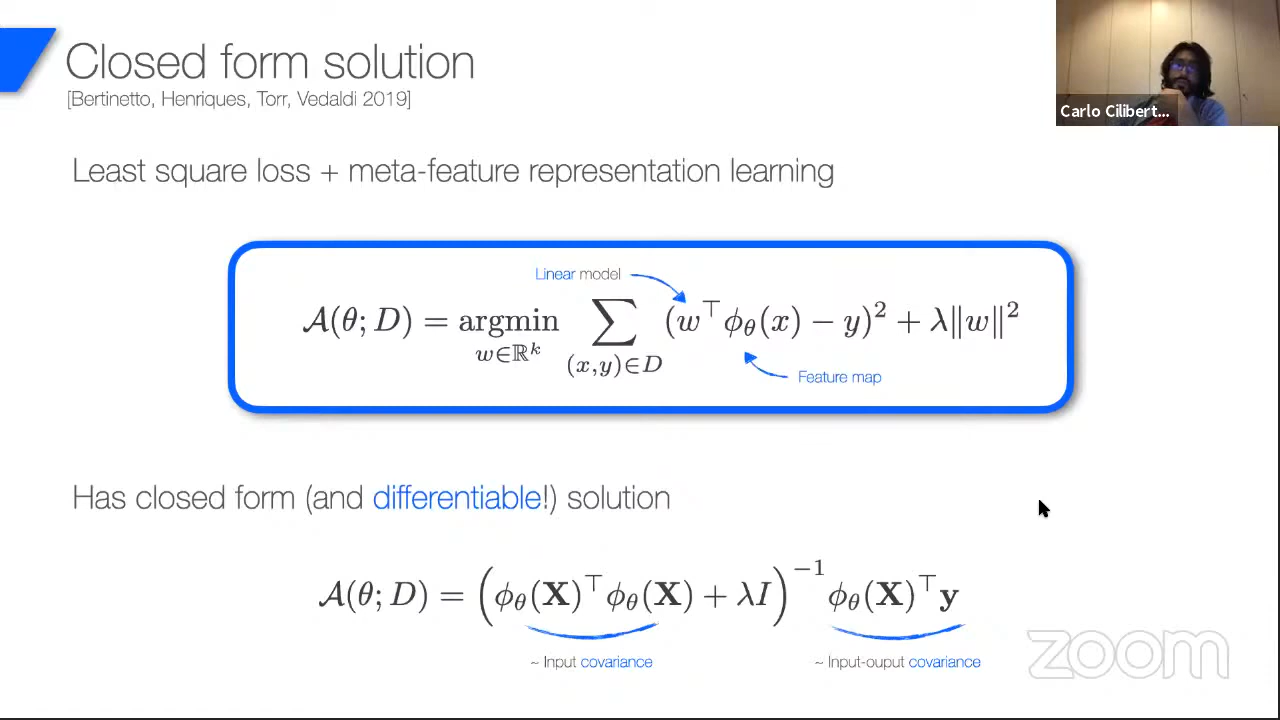 Closed form solution
[Bertinetto, Henriques, Torr, Vedaldi 2019]
Carlo Cilibert...
Least square loss + meta-feature representation learning
Linear model
𝒜(θ; D) = argmin_{w∈ℝ^k} ∑_{(x,y)∈D} (w^⊤ϕ_θ(x) − y)² + λ‖w‖²
Feature map
Has closed form (and differentiable!) solution
𝒜(θ; D) = (ϕ_θ(𝐗)^⊤ϕ_θ(𝐗) + λI)^{−1} ϕ_θ(𝐗)^⊤𝐲
~ Input covariance
~ Input-ouput covariance
zoom